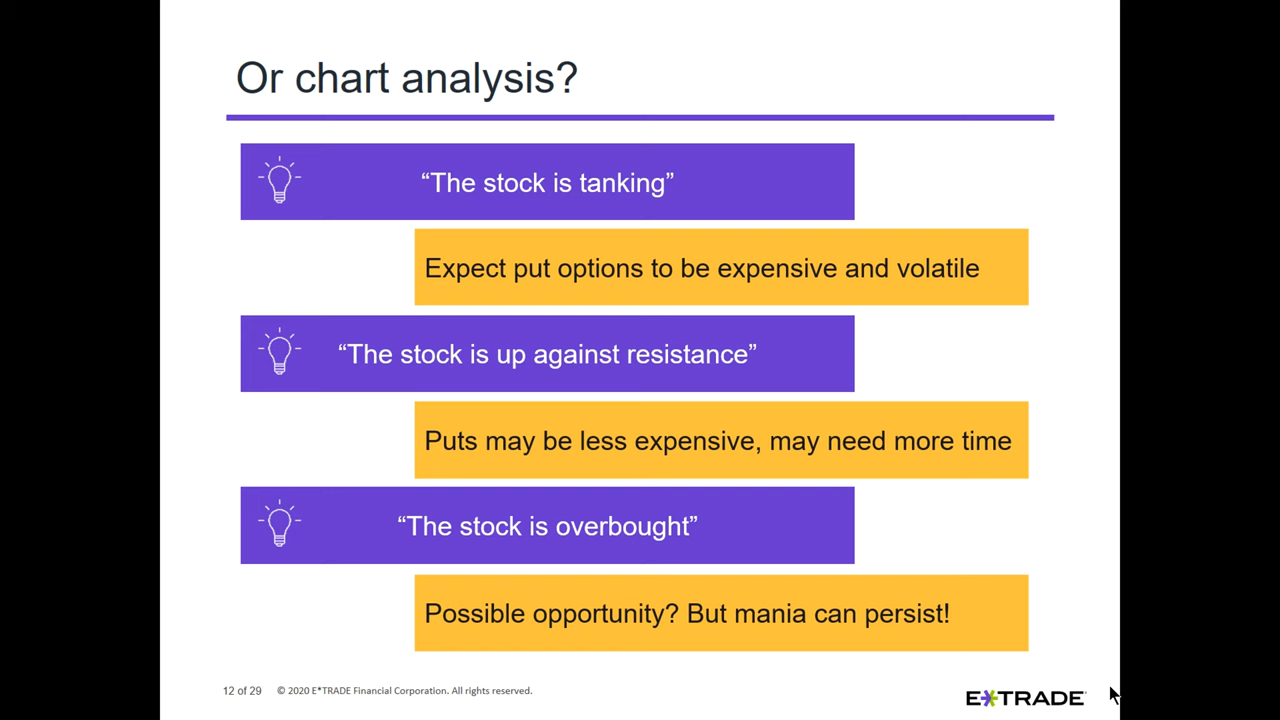 Or chart analysis?
“The stock is tanking”
Expect put options to be expensive and volatile
“The stock is up against resistance”
Puts may be less expensive, may need more time
“The stock is overbought”
Possible opportunity? But mania can persist!
12 of 29 © 2020 E*TRADE Financial Corporation. All rights reserved.
E*TRADE